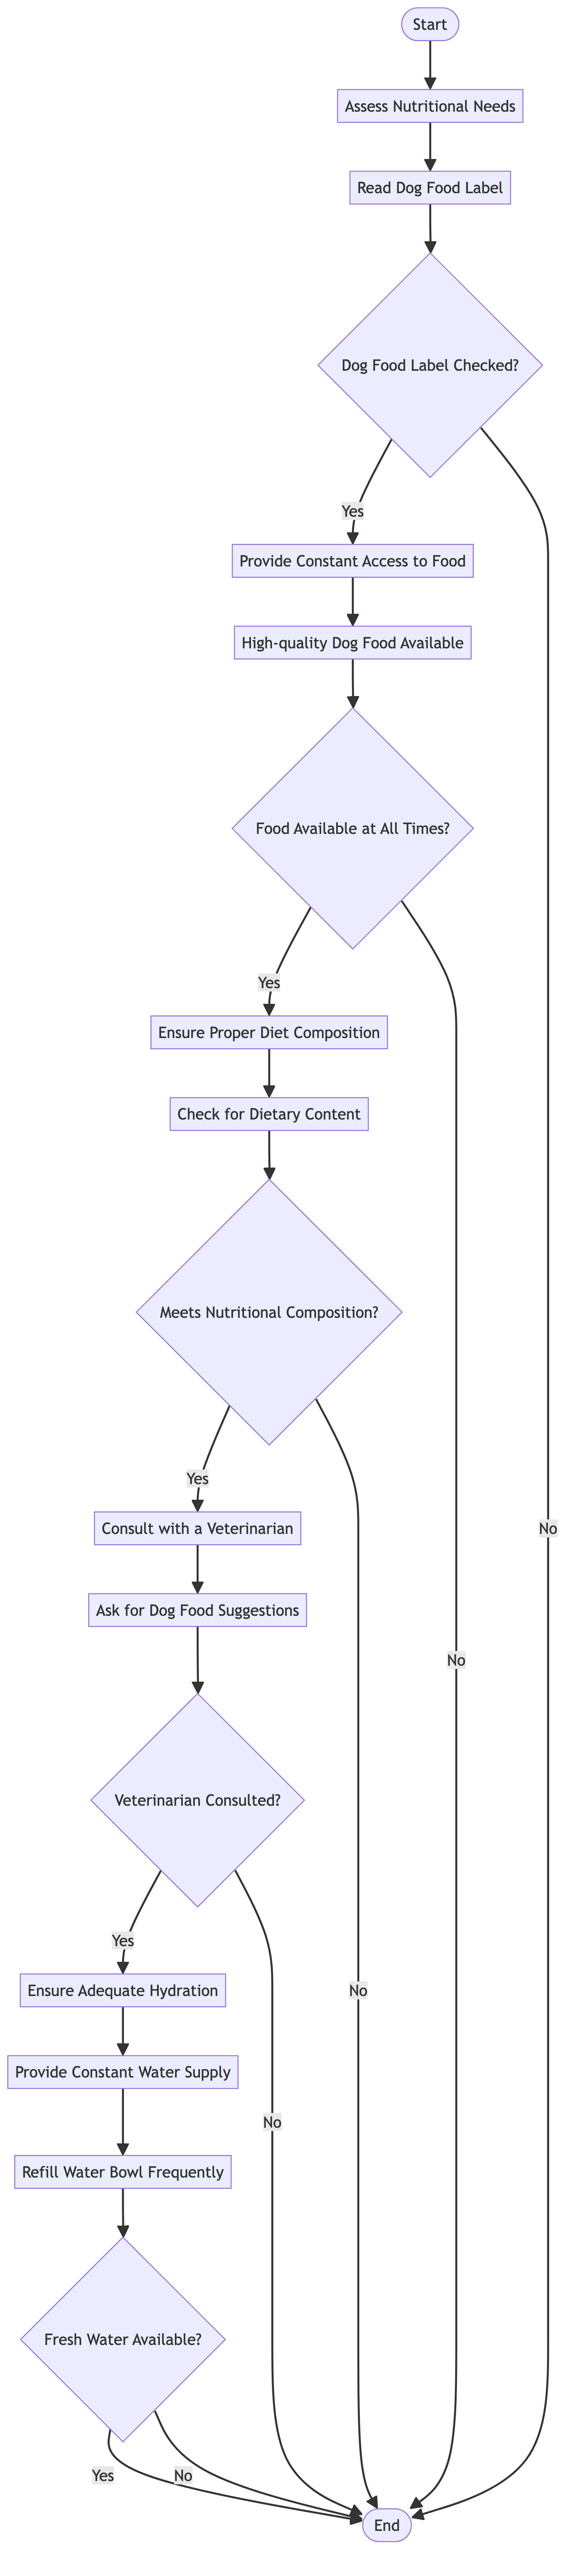 Start
Assess Nutritional Needs
Read Dog Food Label
Dog Food Label Checked?
Yes
Provide Constant Access to Food
High-quality Dog Food Available
Food Available at All Times?
Yes
Ensure Proper Diet Composition
Check for Dietary Content
Meets Nutritional Composition?
Yes
Consult with a Veterinarian
No
Ask for Dog Food Suggestions
No
Veterinarian Consulted?
Yes
Ensure Adequate Hydration
No
Provide Constant Water Supply
No
Refill Water Bowl Frequently
Fresh Water Available?
Yes
No
End